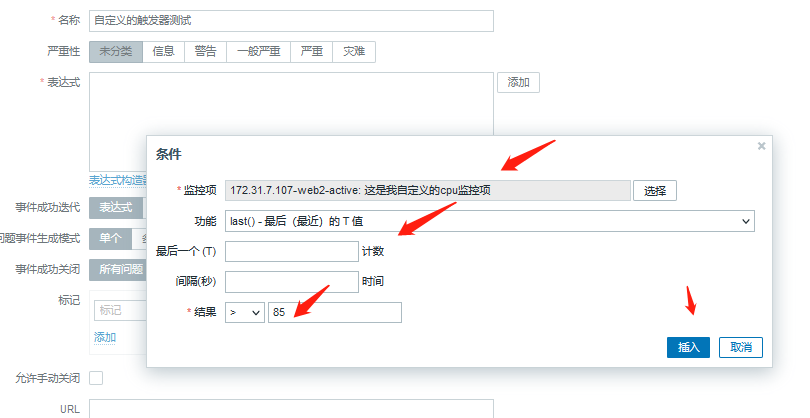 * 名称 自定义的触发器测试
严重性 未分类 信息 警告 一般严重 严重 灾难
* 表达式 添加
条件
* 监控项 172.31.7.107-web2-active: 这是我自定义的cpu监控项 选择
表达式构造器
事件成功迭代 表达式
功能 last() - 最后（最近）的 T 值
问题事件生成模式 单个
最后一个 (T) 计数
事件成功关闭 所有问题
间隔(秒) 时间
标记 标记
* 结果 > 85
添加
插入 取消
允许手动关闭
URL